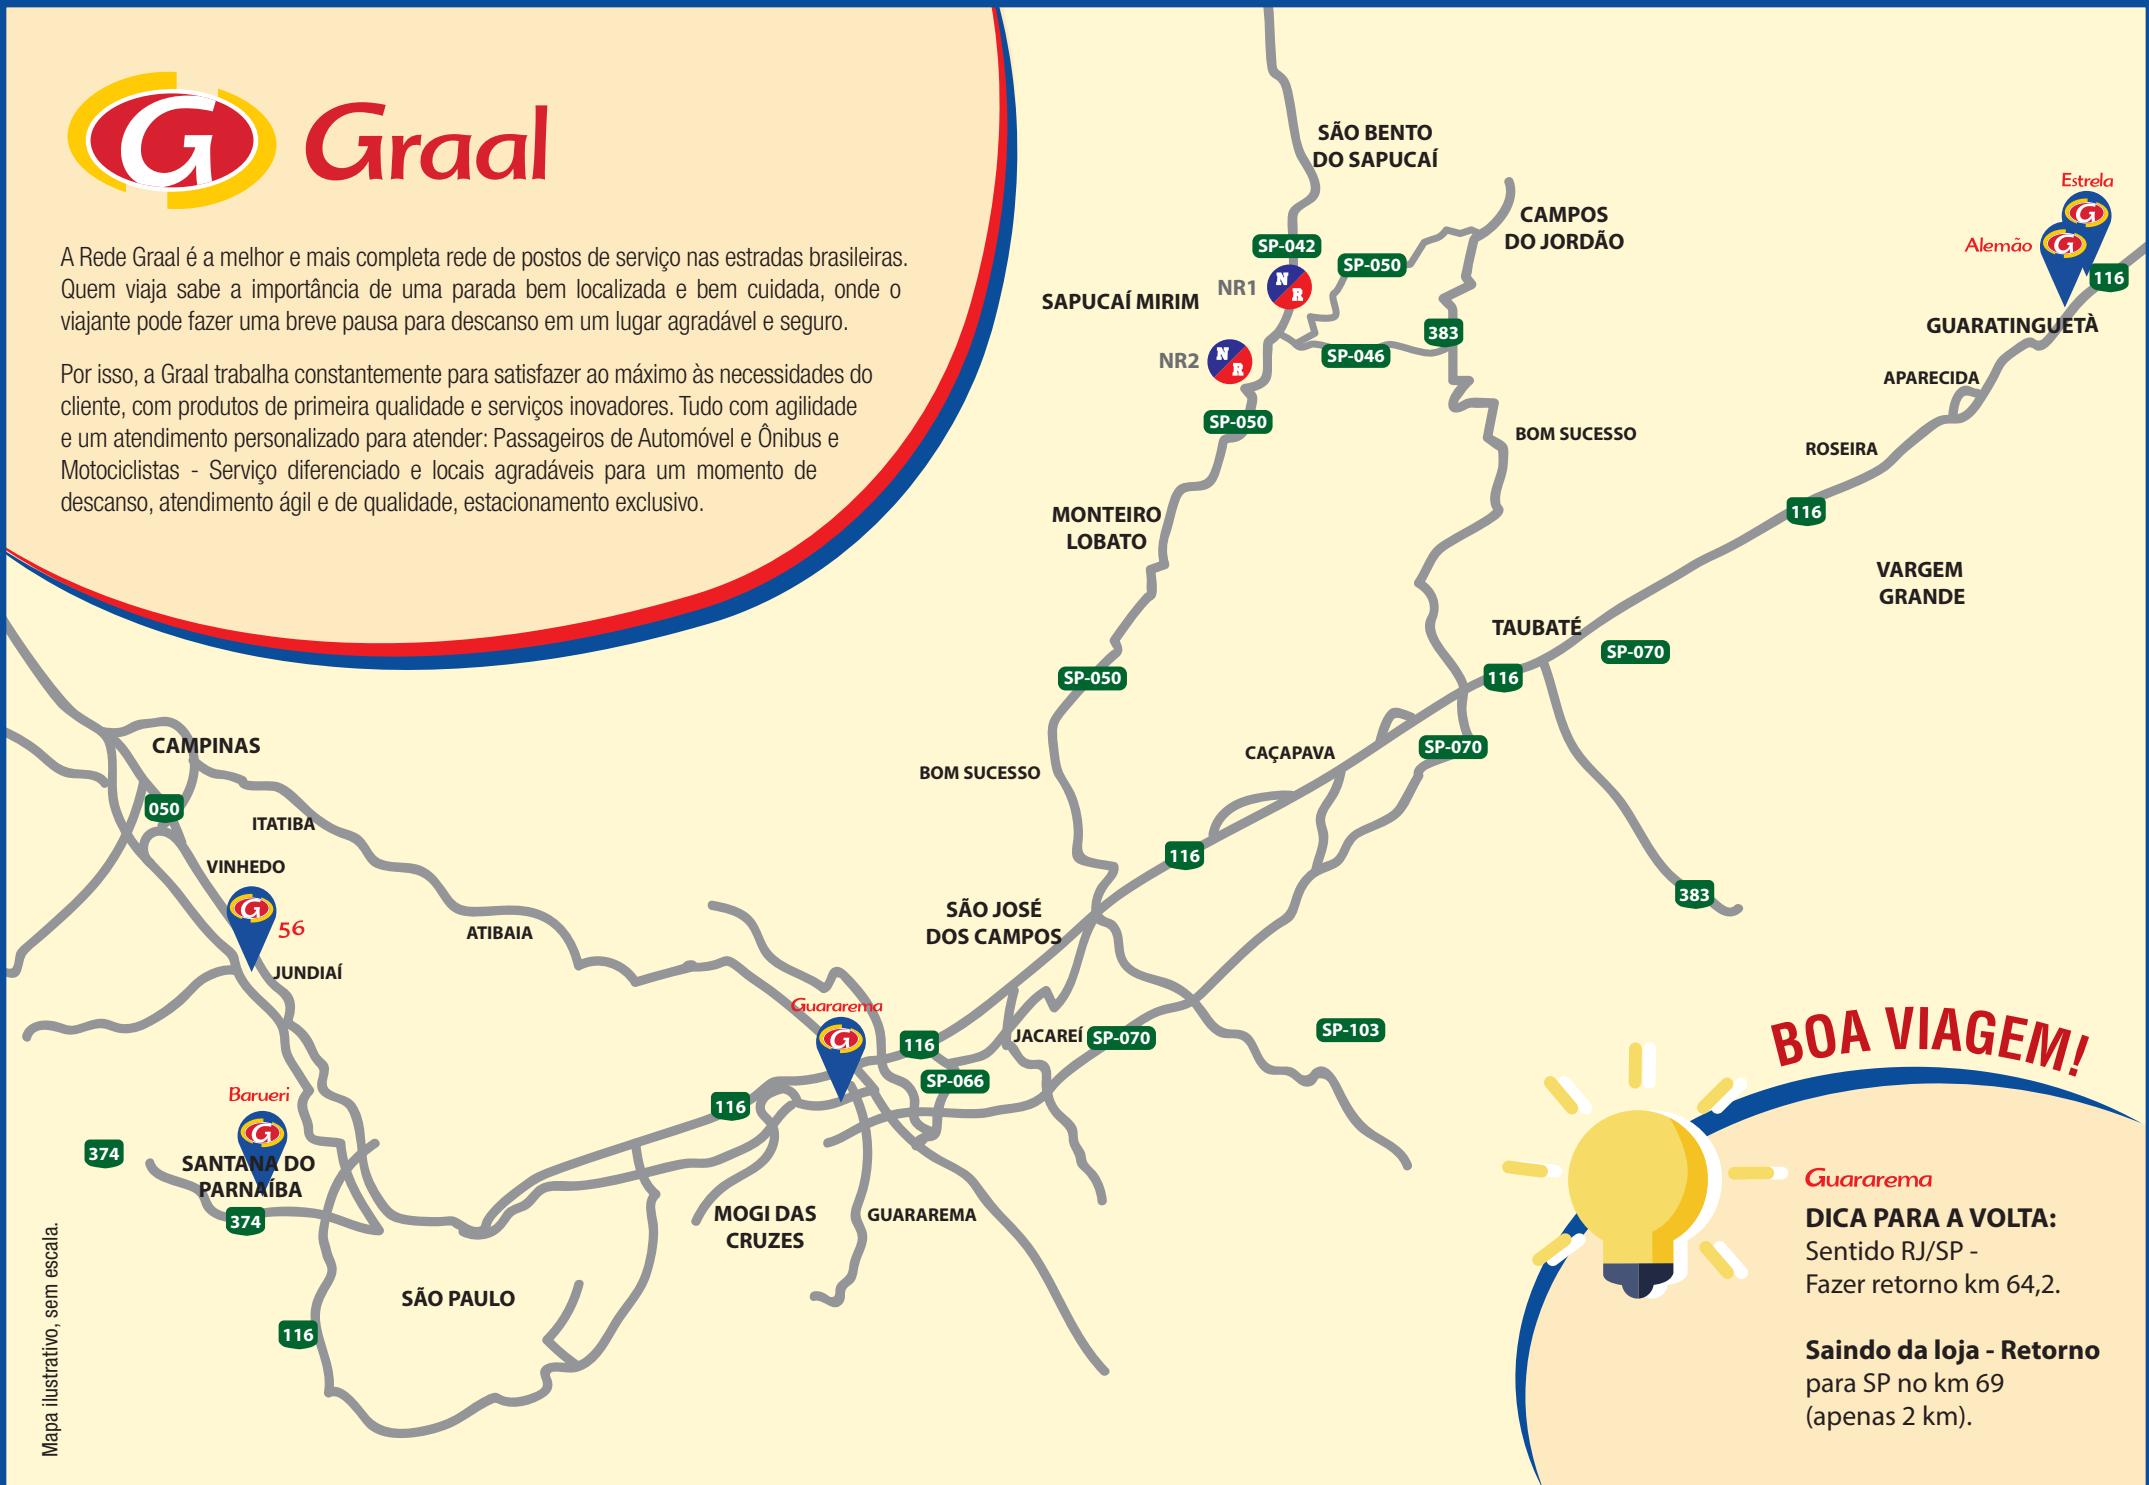 G Graal
A Rede Graal é a melhor e mais completa rede de postos de serviço nas estradas brasileiras.
Quem viaja sabe a importância de uma parada bem localizada e bem cuidada, onde o
viajante pode fazer uma breve pausa para descanso em um lugar agradável e seguro.
Por isso, a Graal trabalha constantemente para satisfazer ao máximo às necessidades do
cliente, com produtos de primeira qualidade e serviços inovadores. Tudo com agilidade
e um atendimento personalizado para atender: Passageiros de Automóvel e Ônibus e
Motociclistas - Serviço diferenciado e locais agradáveis para um momento de
descanso, atendimento ágil e de qualidade, estacionamento exclusivo.
SÃO BENTO
DO SAPUCAÍ
CAMPOS
DO JORDÃO
SP-042
SP-050
NR1
N
R
SAPUCAÍ MIRIM
383
SP-046
NR2
N
R
SP-050
BOM SUCESSO
Estrela
G
Alemão
G
116
GUARATINGUETÀ
APARECIDA
ROSEIRA
116
MONTEIRO
LOBATO
VARGEM
GRANDE
TAUBATÉ
SP-070
116
SP-050
SP-070
CAÇAPAVA
BOM SUCESSO
116
383
CAMPINAS
050
ITATIBA
VINHEDO
G
56
JUNDIAÍ
ATIBAIA
SÃO JOSÉ
DOS CAMPOS
Guararema
G
116
JACAREÍ
SP-070
SP-103
SP-066
116
Barueri
G
374
SANTANA DO
PARNAÍBA
374
MOGI DAS
CRUZES
GUARAREMA
SÃO PAULO
116
Mapa ilustrativo, sem escala.
BOA VIAGEM!
Guararema
DICA PARA A VOLTA:
Sentido RJ/SP -
Fazer retorno km 64,2.
Saindo da loja - Retorno
para SP no km 69
(apenas 2 km).